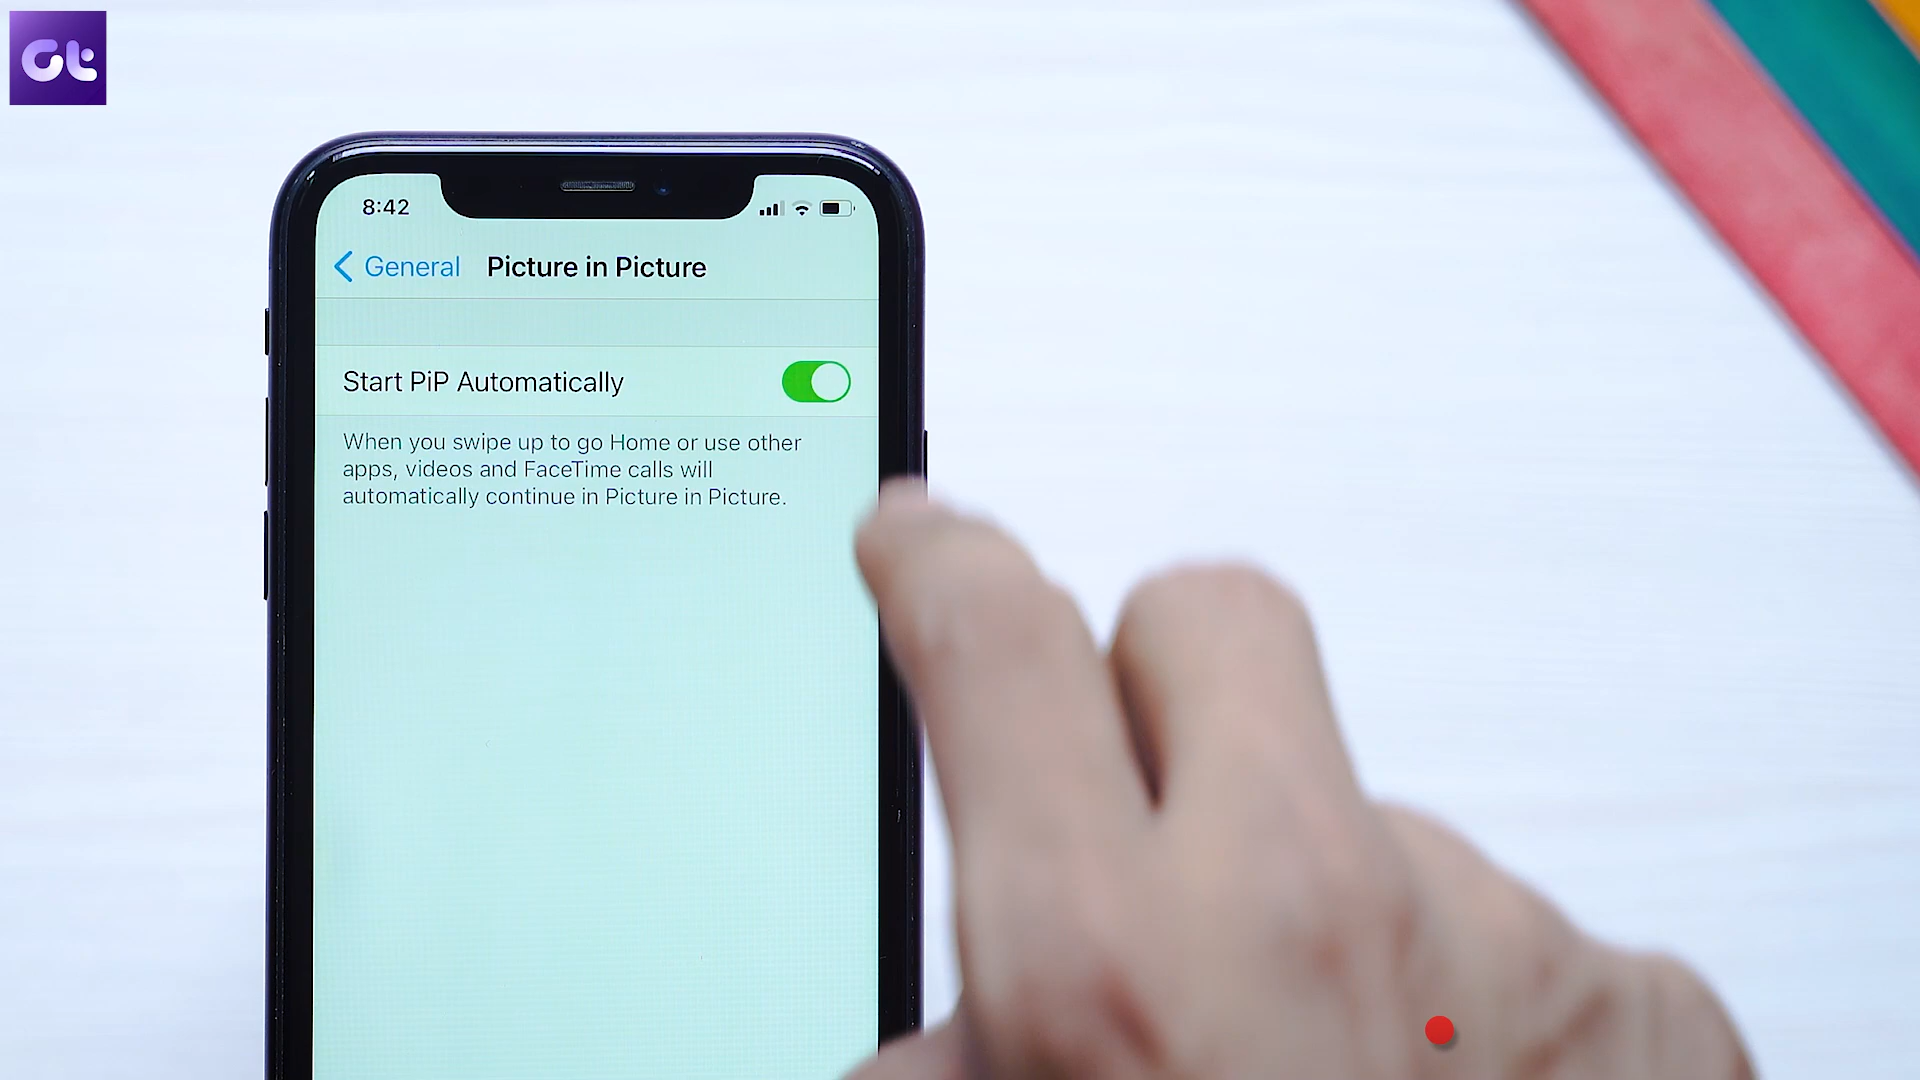 Gt
8:42
General Picture in Picture
Start PiP Automatically
When you swipe up to go Home or use other
apps, videos and FaceTime calls will
automatically continue in Picture in Picture.